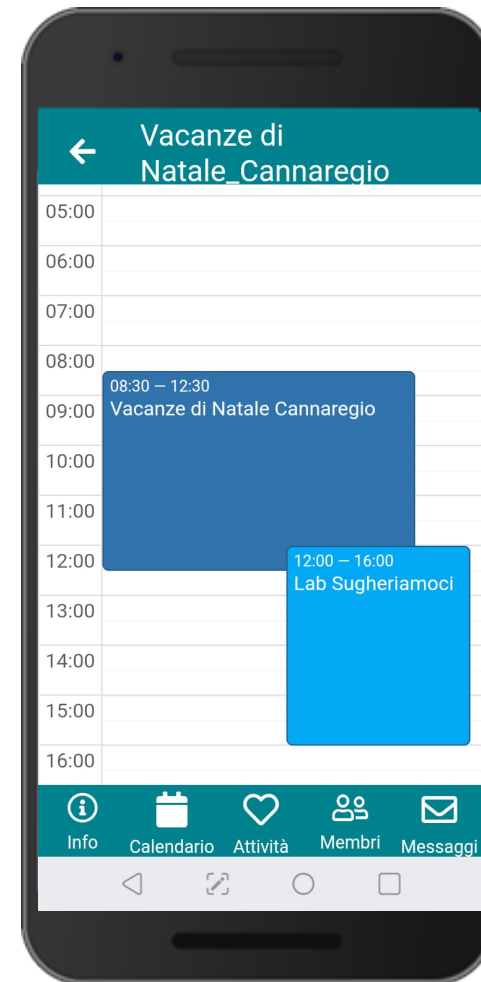 Vacanze di
Natale_Cannaregio
05:00
06:00
07:00
08:00
08:30 — 12:30
Vacanze di Natale Cannaregio
09:00
10:00
11:00
12:00
12:00 — 16:00
Lab Sugheriamoci
13:00
14:00
15:00
16:00
Info
Calendario
Attività
Membri
Messaggi